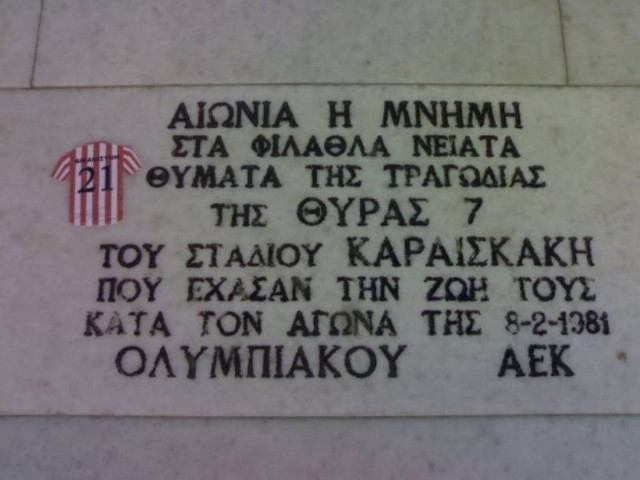 ΑΙΩΝΙΑ Η ΜΝΗΜΗ
ΣΤΑ ΦΙΛΑΘΛΑ ΝΕΙΑΤΑ
ΘΥΜΑΤΑ ΤΗΣ ΤΡΑΓΩΔΙΑΣ
ΤΗΣ ΘΥΡΑΣ 7
ΤΟΥ ΣΤΑΔΙΟΥ ΚΑΡΑΙΣΚΑΚΗ
ΠΟΥ ΕΧΑΣΑΝ ΤΗΝ ΖΩΗ ΤΟΥΣ
ΚΑΤΑ ΤΟΝ ΑΓΩΝΑ ΤΗΣ 8-2-1981
ΟΛΥΜΠΙΑΚΟΥ ΑΕΚ
21